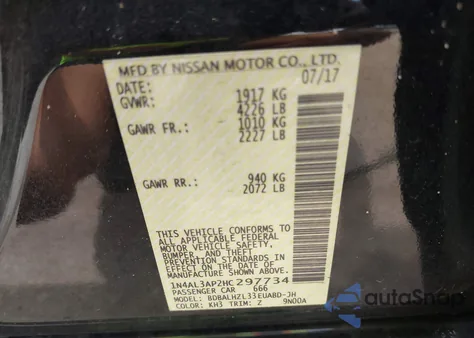 MFD.BY NISSAN MOTOR CO., LTD.
DATE: 07/17
GVWR: 1917 KG
4226 LB
GAWR FR.: 1010 KG
2227 LB
GAWR RR.: 940 KG
2072 LB
THIS VEHICLE CONFORMS TO
ALL APPLICABLE FEDERAL
MOTOR VEHICLE SAFETY,
BUMPER, AND THEFT
PREVENTION STANDARDS IN
EFFECT ON THE DATE OF
MANUFACTURE SHOWN ABOVE.
1N4AL3AP2HC297734
PASSENGER CAR 666
MODEL: BDBALHZL33EUABD-JH
COLOR: KH3 TRIM: Z 9N00A
autoSnap